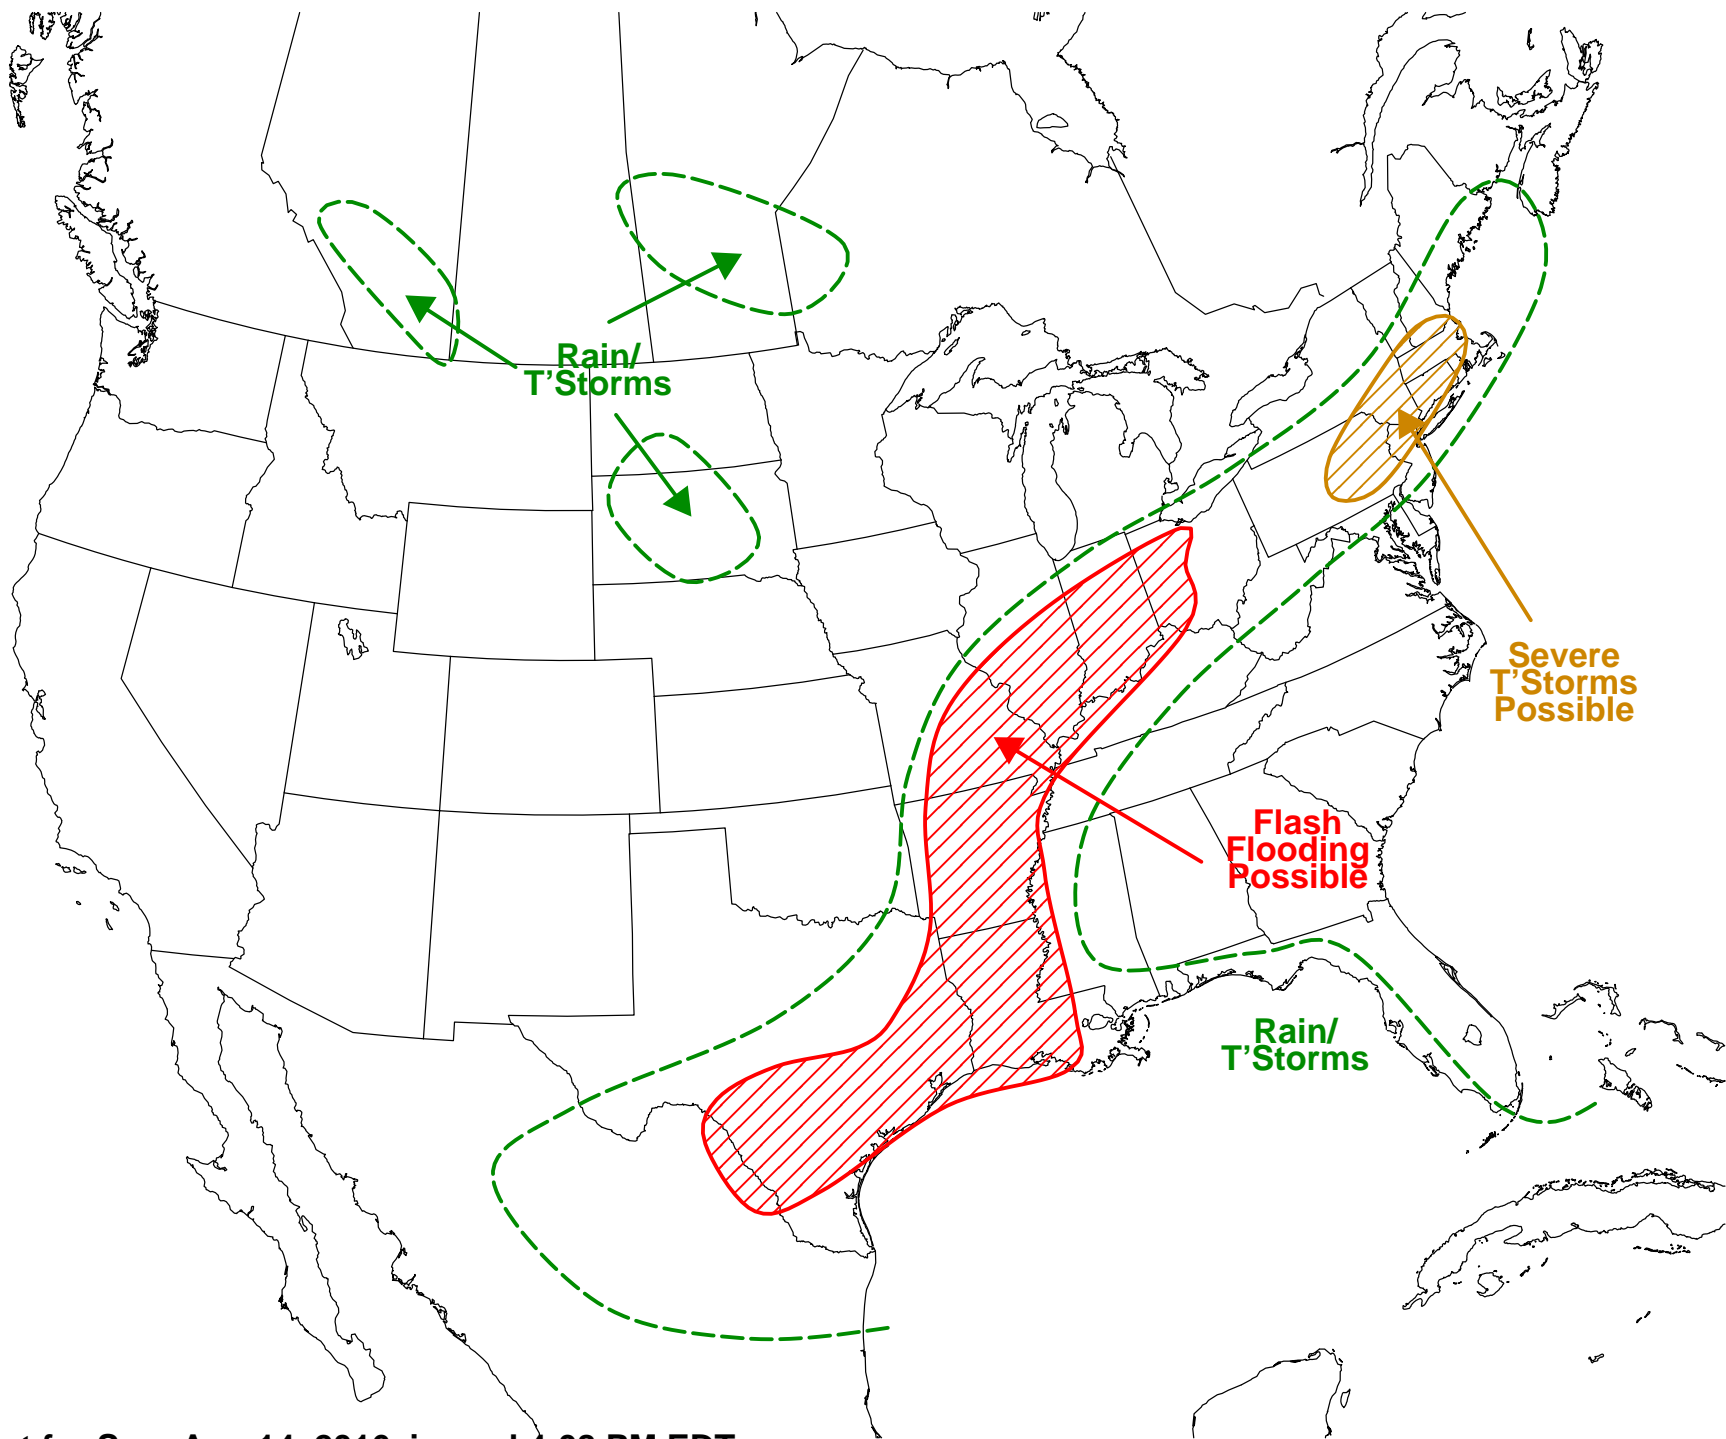 Rain/
T'Storms
Severe
T'Storms
Possible
Flash
Flooding
Possible
Rain/
T'Storms